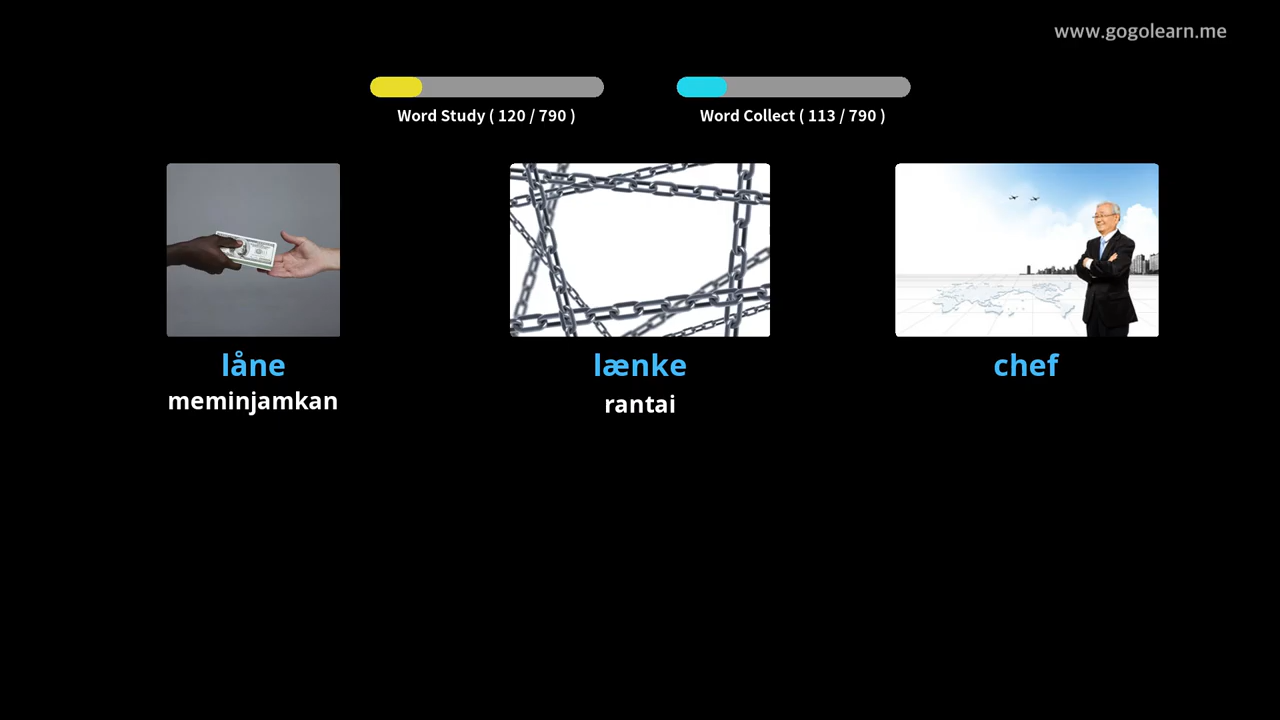 www.gogolearn.me
Word Study ( 120 / 790 )
Word Collect ( 113 / 790 )
låne
meminjamkan
lænke
rantai
chef